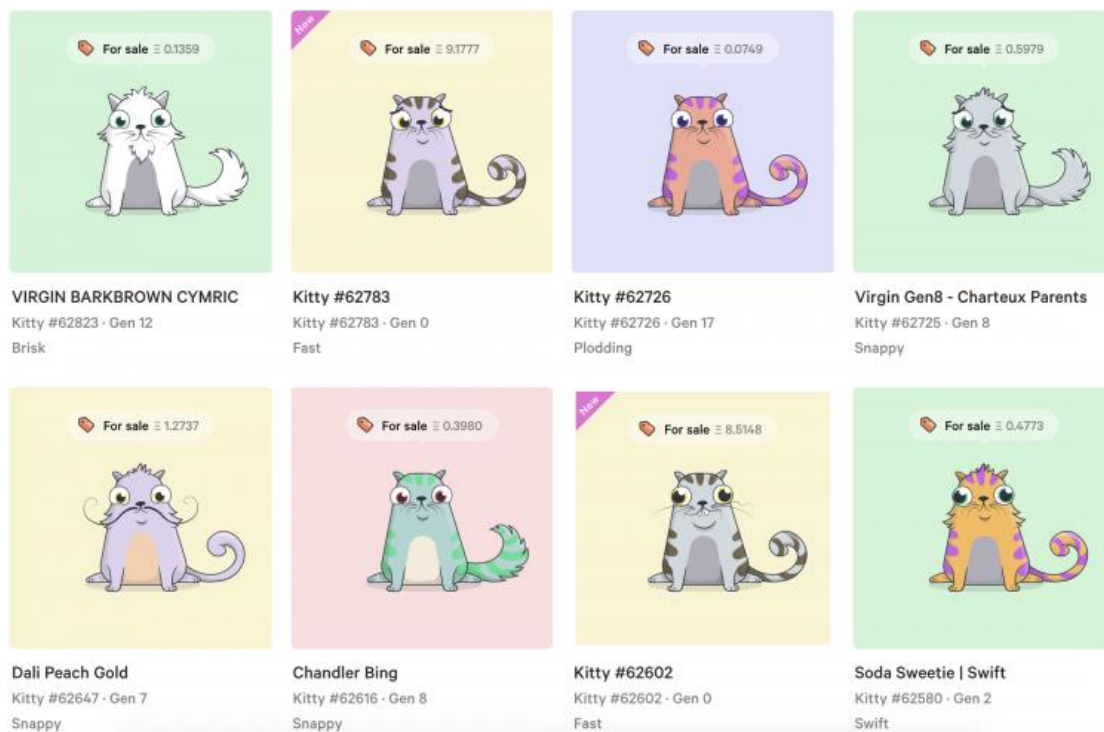 For sale Ξ 0.1359
New
For sale Ξ 9.1777
For sale Ξ 0.0749
For sale Ξ 0.5979
VIRGIN BARKBROWN CYMRIC
Kitty #62823 · Gen 12
Brisk
Kitty #62783
Kitty #62783 · Gen 0
Fast
Kitty #62726
Kitty #62726 · Gen 17
Plodding
Virgin Gen8 - Charteux Parents
Kitty #62725 · Gen 8
Snappy
For sale Ξ 1.2737
For sale Ξ 0.3980
New
For sale Ξ 8.5148
For sale Ξ 0.4773
Dali Peach Gold
Kitty #62647 · Gen 7
Snappy
Chandler Bing
Kitty #62616 · Gen 8
Snappy
Kitty #62602
Kitty #62602 · Gen 0
Fast
Soda Sweetie | Swift
Kitty #62580 · Gen 2
Swift